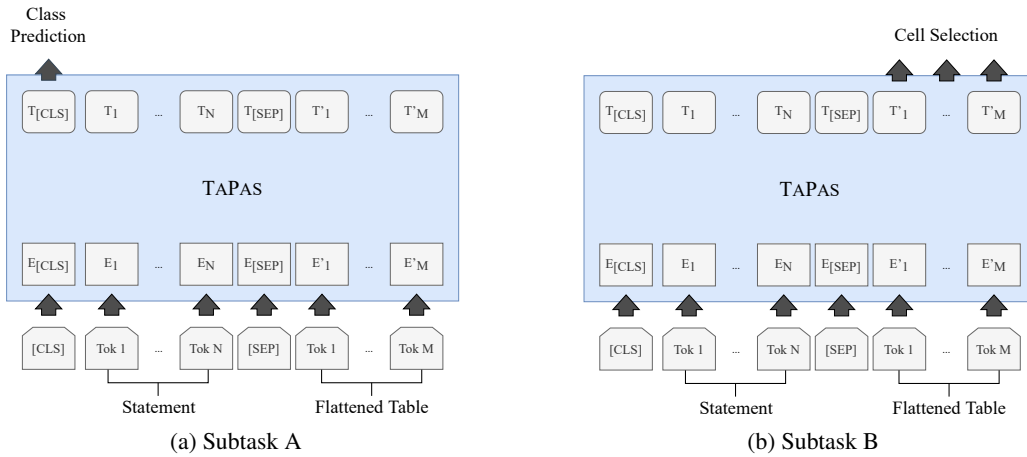 Class
Prediction
T[CLS] T1 ... TN T[SEP] T'1 ... T'M
TAPAS
E[CLS] E1 ... EN E[SEP] E'1 ... E'M
[CLS] Tok 1 ... Tok N [SEP] Tok 1 ... Tok M
Statement Flattened Table
(a) Subtask A
Cell Selection
T[CLS] T1 ... TN T[SEP] T'1 ... T'M
TAPAS
E[CLS] E1 ... EN E[SEP] E'1 ... E'M
[CLS] Tok 1 ... Tok N [SEP] Tok 1 ... Tok M
Statement Flattened Table
(b) Subtask B